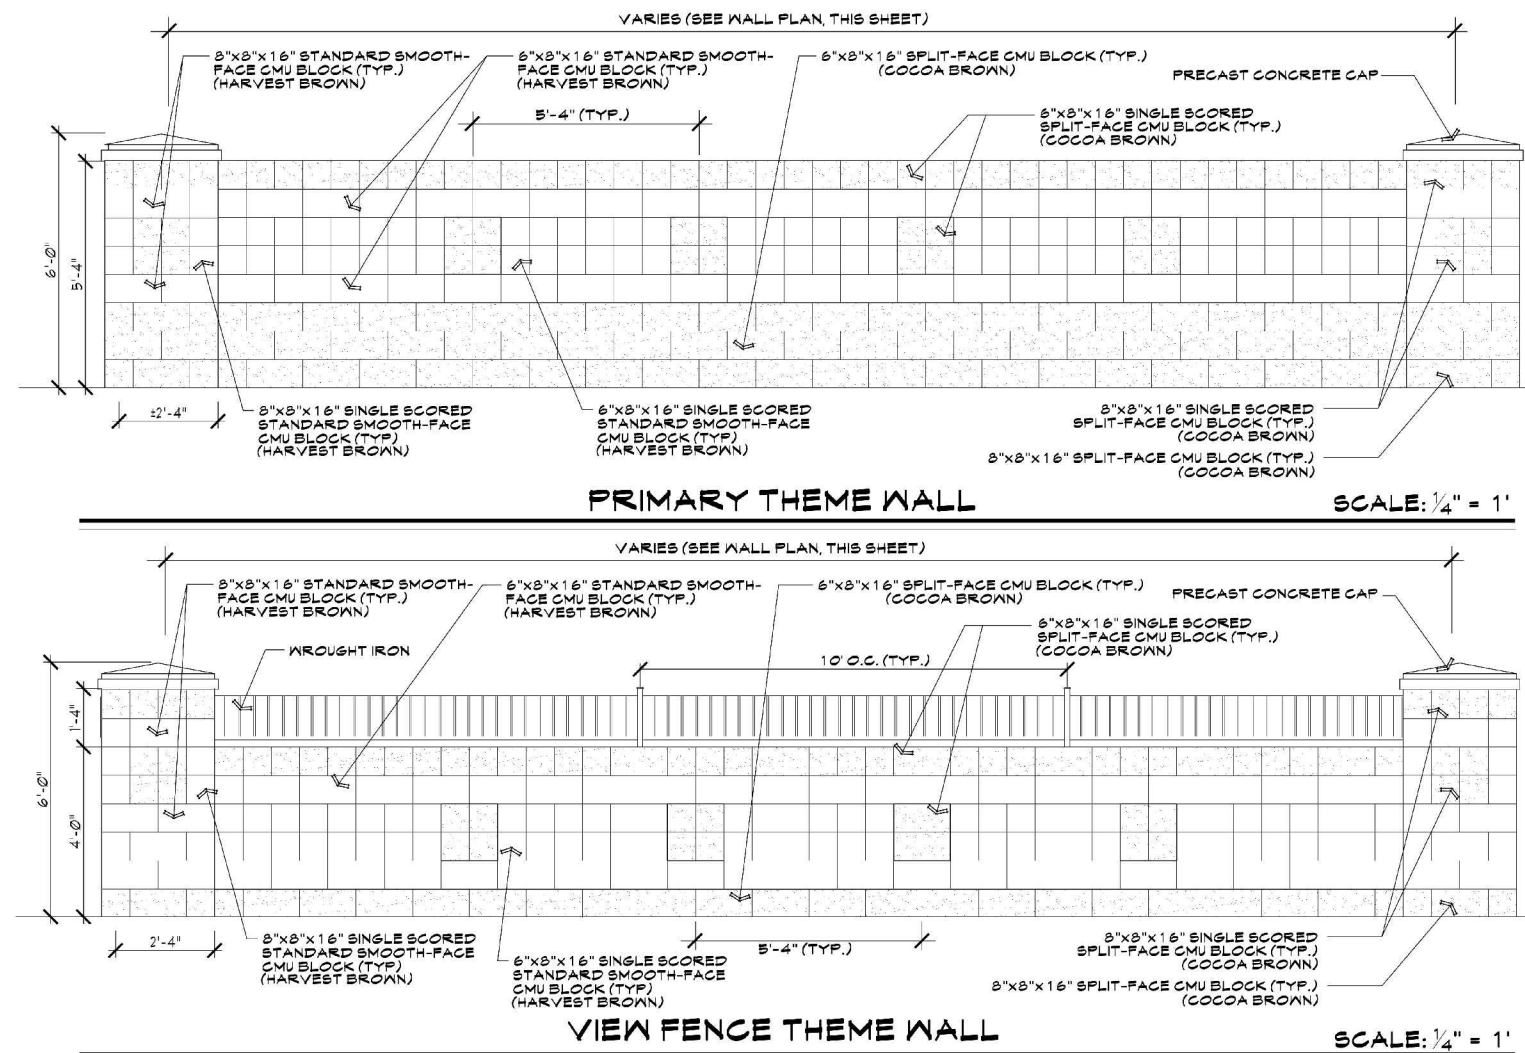 VARIES (SEE WALL PLAN, THIS SHEET)
8"x8"x16" STANDARD SMOOTH-
FACE CMU BLOCK (TYP.)
(HARVEST BROWN)
6"x8"x16" STANDARD SMOOTH-
FACE CMU BLOCK (TYP.)
(HARVEST BROWN)
6"x8"x16" SPLIT-FACE CMU BLOCK (TYP.)
(COCOA BROWN)
PRECAST CONCRETE CAP
5'-4" (TYP.)
6"x8"x16" SINGLE SCORED
SPLIT-FACE CMU BLOCK (TYP.)
(COCOA BROWN)
6'-0"
5'-4"
±2'-4"
8"x8"x16" SINGLE SCORED
STANDARD SMOOTH-FACE
CMU BLOCK (TYP)
(HARVEST BROWN)
6"x8"x16" SINGLE SCORED
STANDARD SMOOTH-FACE
CMU BLOCK (TYP)
(HARVEST BROWN)
8"x8"x16" SINGLE SCORED
SPLIT-FACE CMU BLOCK (TYP.)
(COCOA BROWN)
8"x8"x16" SPLIT-FACE CMU BLOCK (TYP.)
(COCOA BROWN)
PRIMARY THEME WALL
SCALE: 1/4" = 1'
VARIES (SEE WALL PLAN, THIS SHEET)
8"x8"x16" STANDARD SMOOTH-
FACE CMU BLOCK (TYP.)
(HARVEST BROWN)
6"x8"x16" STANDARD SMOOTH-
FACE CMU BLOCK (TYP.)
(HARVEST BROWN)
6"x8"x16" SPLIT-FACE CMU BLOCK (TYP.)
(COCOA BROWN)
PRECAST CONCRETE CAP
WROUGHT IRON
10' O.C. (TYP.)
6"x8"x16" SINGLE SCORED
SPLIT-FACE CMU BLOCK (TYP.)
(COCOA BROWN)
1'-4"
6'-0"
4'-0"
2'-4"
8"x8"x16" SINGLE SCORED
STANDARD SMOOTH-FACE
CMU BLOCK (TYP)
(HARVEST BROWN)
6"x8"x16" SINGLE SCORED
STANDARD SMOOTH-FACE
CMU BLOCK (TYP)
(HARVEST BROWN)
5'-4" (TYP.)
8"x8"x16" SINGLE SCORED
SPLIT-FACE CMU BLOCK (TYP.)
(COCOA BROWN)
8"x8"x16" SPLIT-FACE CMU BLOCK (TYP.)
(COCOA BROWN)
VIEW FENCE THEME WALL
SCALE: 1/4" = 1'